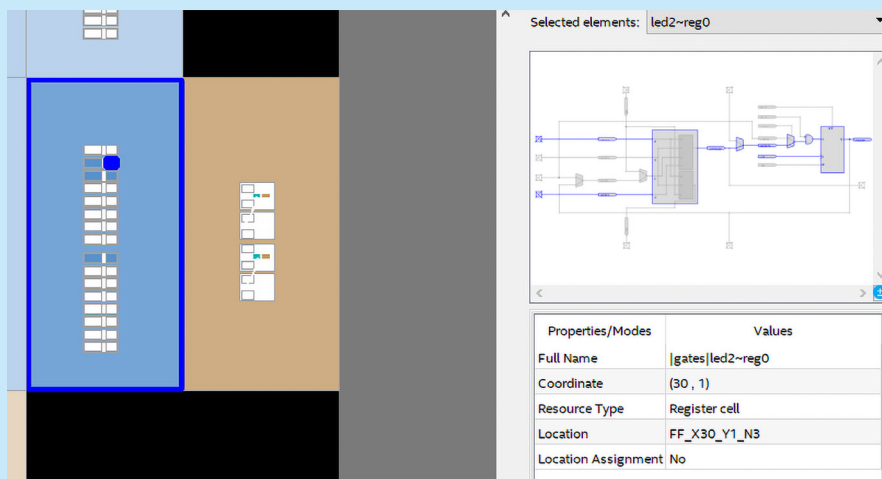 Selected elements: led2~reg0
Properties/Modes Values
Full Name |gates|led2~reg0
Coordinate (30 , 1)
Resource Type Register cell
Location FF_X30_Y1_N3
Location Assignment No